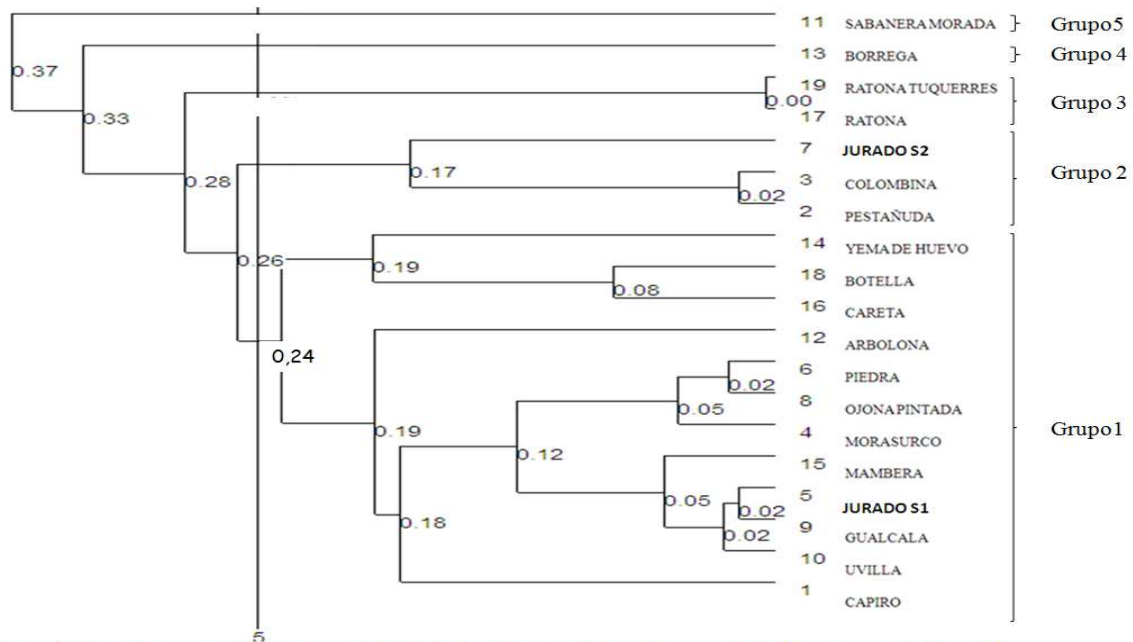 11 SABANERA MORADA Grupo5
13 BORREGA Grupo 4
0.37
19 RATONA TUQUERRES
0.00 Grupo 3
0.33
17 RATONA
7 JURADO S2
0.17 Grupo 2
0.28
3 COLOMBINA
0.02
2 PESTAÑUDA
14 YEMA DE HUEVO
0.26
0.19
18 BOTELLA
0.08
16 CARETA
12 ARBOLONA
0,24
6 PIEDRA
0.02
8 OJONA PINTADA
0.05
4 MORASURCO
0.19 Grupo1
0.12
15 MAMBERA
5 JURADO S1
0.05
0.02
0.18
9 GUALCALA
0.02
10 UVILLA
1 CAPIRO
5